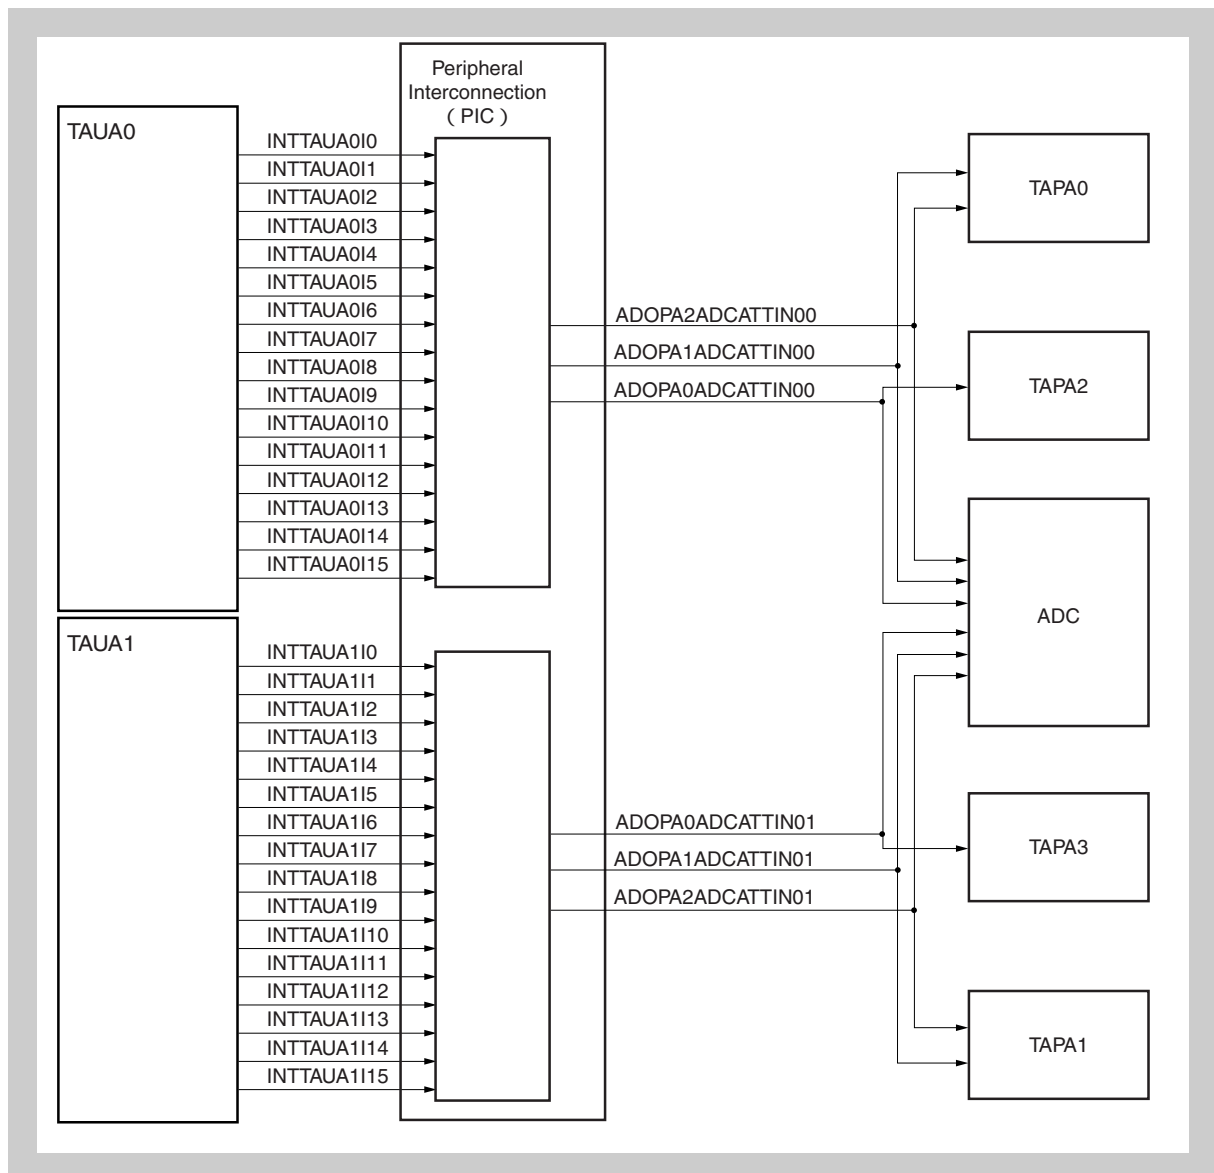 Peripheral
Interconnection
( PIC )
TAUA0
INTTAUA0I0
INTTAUA0I1
INTTAUA0I2
INTTAUA0I3
INTTAUA0I4
INTTAUA0I5
INTTAUA0I6
INTTAUA0I7
INTTAUA0I8
INTTAUA0I9
INTTAUA0I10
INTTAUA0I11
INTTAUA0I12
INTTAUA0I13
INTTAUA0I14
INTTAUA0I15
ADOPA2ADCATTIN00
ADOPA1ADCATTIN00
ADOPA0ADCATTIN00
TAPA0
TAPA2
ADC
TAUA1
INTTAUA1I0
INTTAUA1I1
INTTAUA1I2
INTTAUA1I3
INTTAUA1I4
INTTAUA1I5
INTTAUA1I6
INTTAUA1I7
INTTAUA1I8
INTTAUA1I9
INTTAUA1I10
INTTAUA1I11
INTTAUA1I12
INTTAUA1I13
INTTAUA1I14
INTTAUA1I15
ADOPA0ADCATTIN01
ADOPA1ADCATTIN01
ADOPA2ADCATTIN01
TAPA3
TAPA1